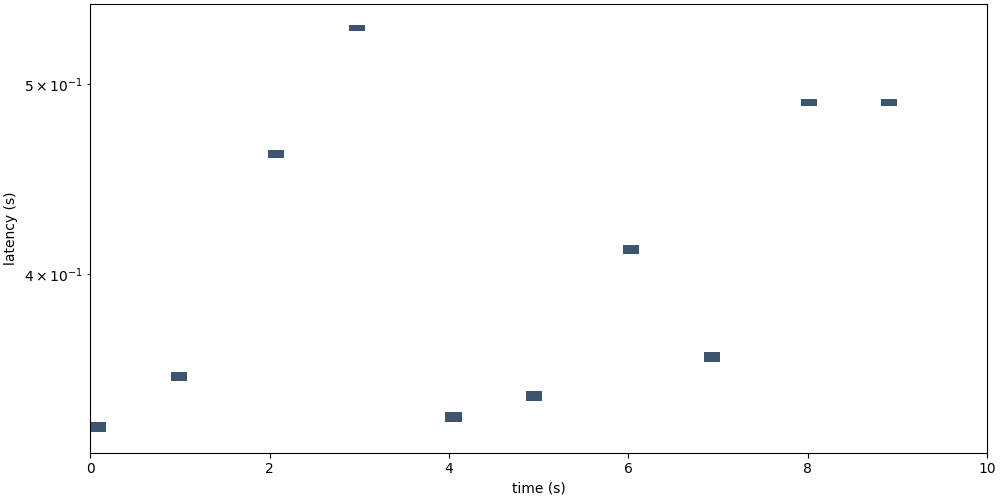 5 × 10⁻¹
4 × 10⁻¹
latency (s)
0 2 4 6 8 10
time (s)